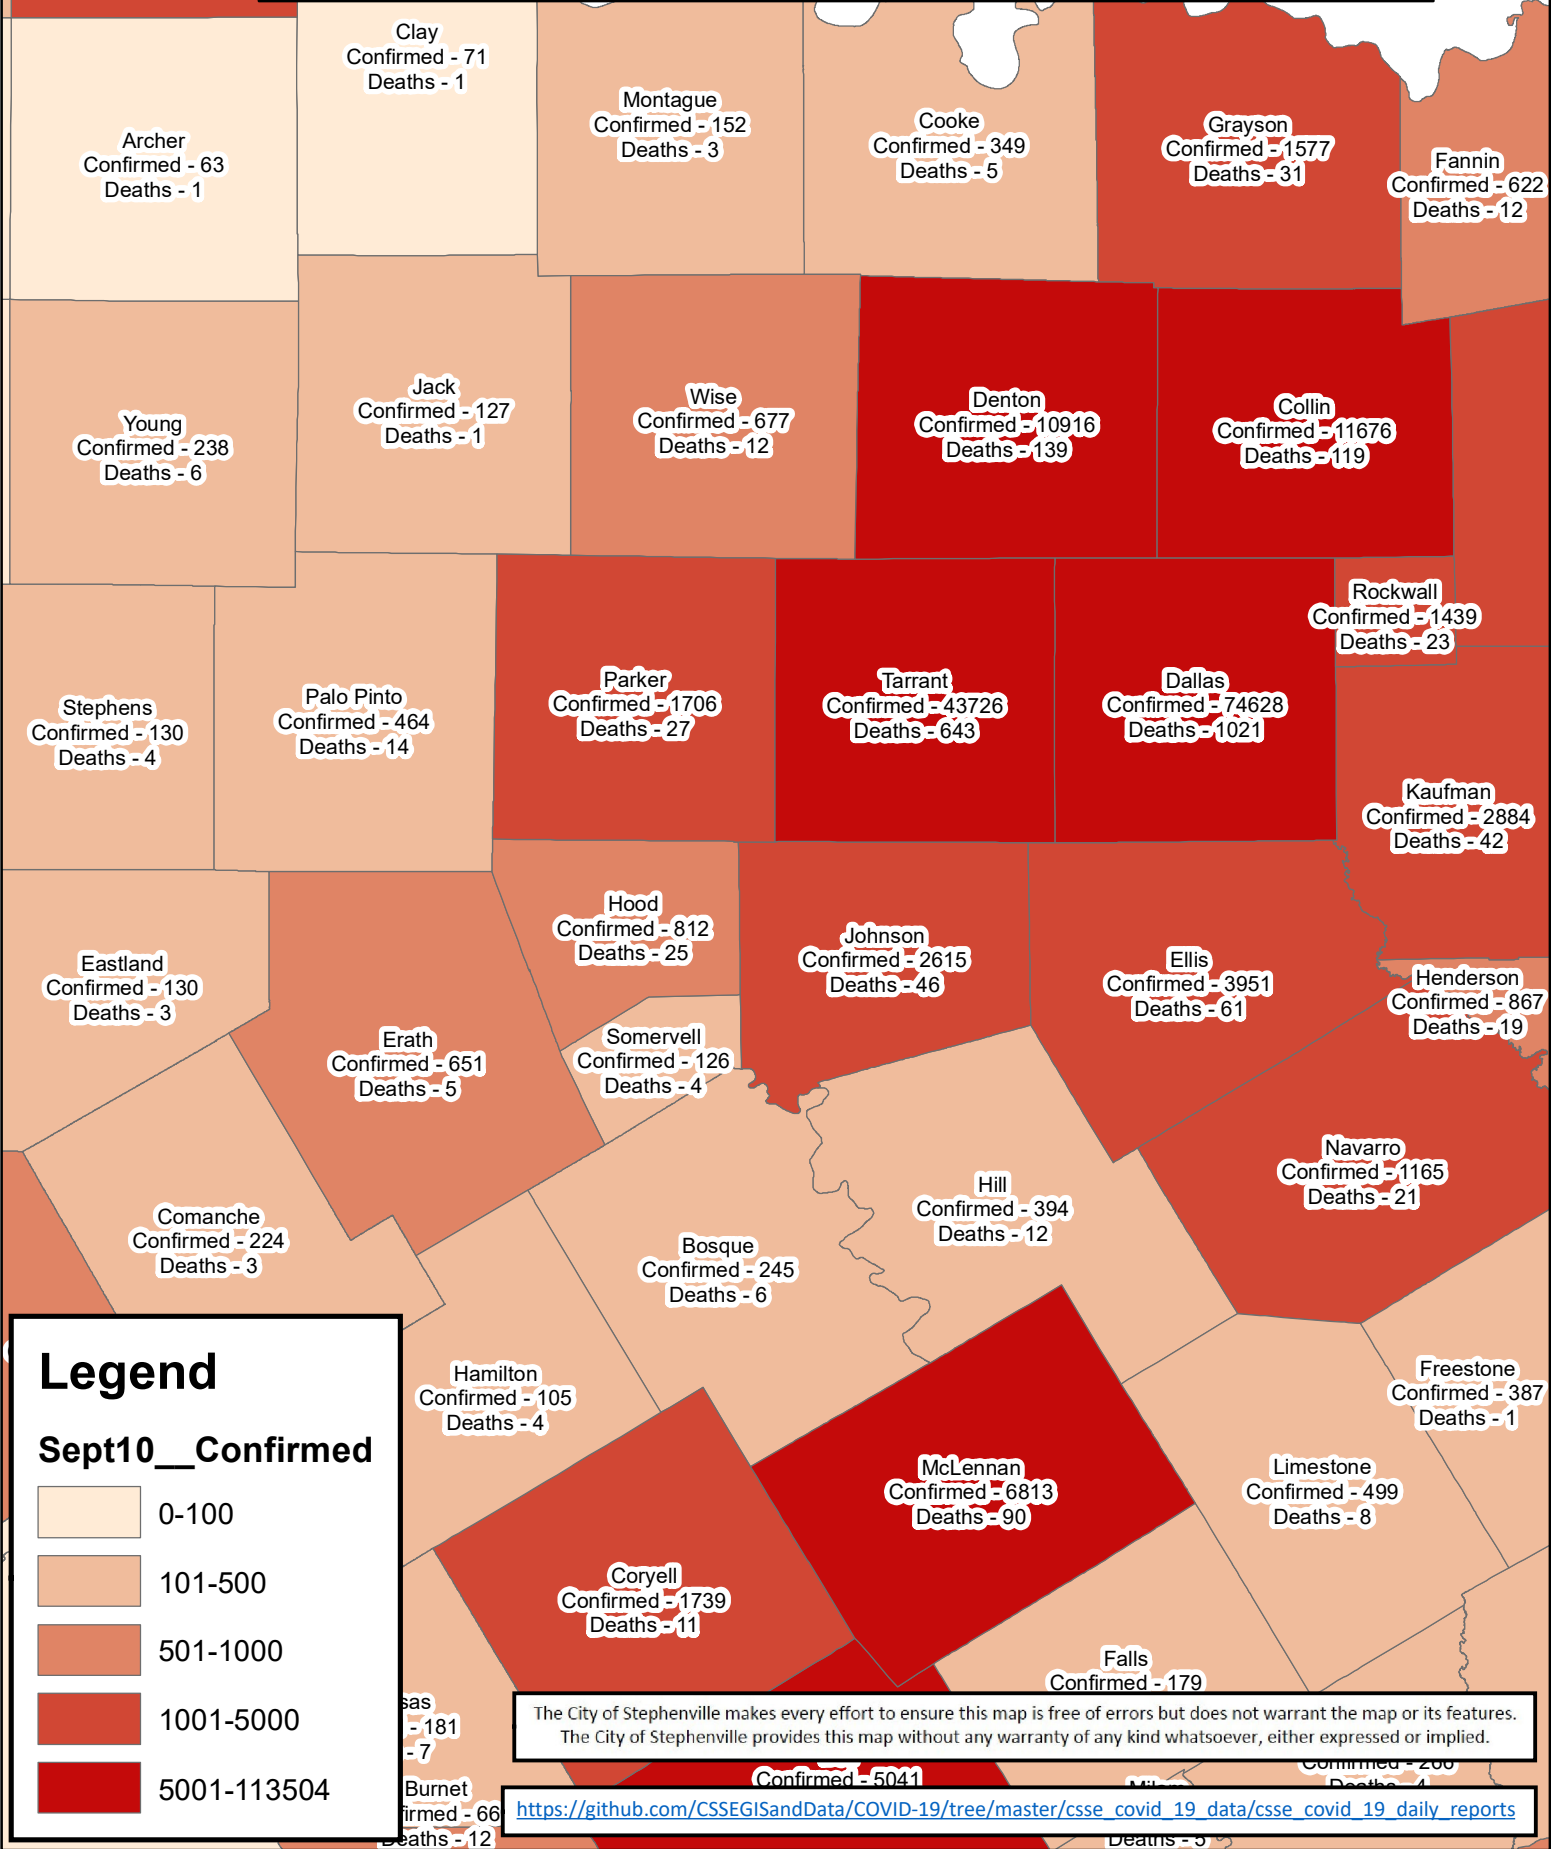 Clay
Confirmed - 71
Deaths - 1
Montague
Confirmed - 152
Deaths - 3
Cooke
Confirmed - 349
Deaths - 5
Grayson
Confirmed - 1577
Deaths - 31
Archer
Confirmed - 63
Deaths - 1
Fannin
Confirmed - 622
Deaths - 12
Young
Confirmed - 238
Deaths - 6
Jack
Confirmed - 127
Deaths - 1
Wise
Confirmed - 677
Deaths - 12
Denton
Confirmed - 10916
Deaths - 139
Collin
Confirmed - 11676
Deaths - 119
Rockwall
Confirmed - 1439
Deaths - 23
Stephens
Confirmed - 130
Deaths - 4
Palo Pinto
Confirmed - 464
Deaths - 14
Parker
Confirmed - 1706
Deaths - 27
Tarrant
Confirmed - 43726
Deaths - 643
Dallas
Confirmed - 74628
Deaths - 1021
Kaufman
Confirmed - 2884
Deaths - 42
Eastland
Confirmed - 130
Deaths - 3
Hood
Confirmed - 812
Deaths - 25
Johnson
Confirmed - 2615
Deaths - 46
Ellis
Confirmed - 3951
Deaths - 61
Henderson
Confirmed - 867
Deaths - 19
Erath
Confirmed - 651
Deaths - 5
Somervell
Confirmed - 126
Deaths - 4
Navarro
Confirmed - 1165
Deaths - 21
Comanche
Confirmed - 224
Deaths - 3
Bosque
Confirmed - 245
Deaths - 6
Hill
Confirmed - 394
Deaths - 12
Hamilton
Confirmed - 105
Deaths - 4
Freestone
Confirmed - 387
Deaths - 1
McLennan
Confirmed - 6813
Deaths - 90
Limestone
Confirmed - 499
Deaths - 8
Coryell
Confirmed - 1739
Deaths - 11
Falls
Confirmed - 179
Legend
Sept10__Confirmed
0-100
101-500
501-1000
1001-5000
5001-113504
sas
- 181
- 7
Burnet
firmed - 66
Deaths - 12
The City of Stephenville makes every effort to ensure this map is free of errors but does not warrant the map or its features.
The City of Stephenville provides this map without any warranty of any kind whatsoever, either expressed or implied.
Confirmed - 5041
Milam
Deaths - 5
Deaths - 4
https://github.com/CSSEGISandData/COVID-19/tree/master/csse_covid_19_data/csse_covid_19_daily_reports